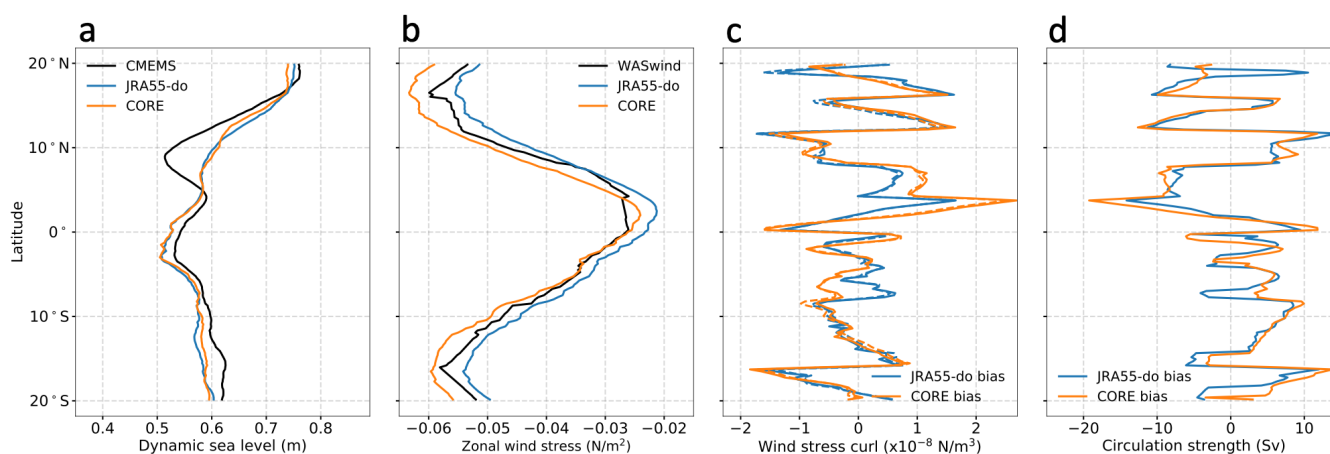 a
b
c
d
20°N
10°N
0°
10°S
20°S
Latitude
CMEMS
JRA55-do
CORE
0.4 0.5 0.6 0.7 0.8
Dynamic sea level (m)
WASwind
JRA55-do
CORE
−0.06 −0.05 −0.04 −0.03 −0.02
Zonal wind stress (N/m²)
JRA55-do bias
CORE bias
−2 −1 0 1 2
Wind stress curl (x10⁻⁸ N/m³)
JRA55-do bias
CORE bias
−20 −10 0 10
Circulation strength (Sv)